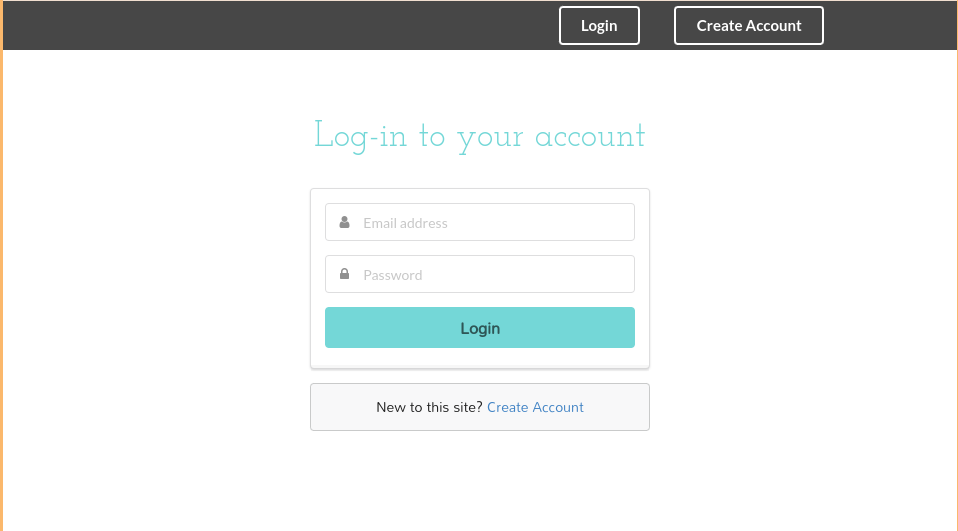 Login Create Account
Log-in to your account
Email address
Password
Login
New to this site? Create Account